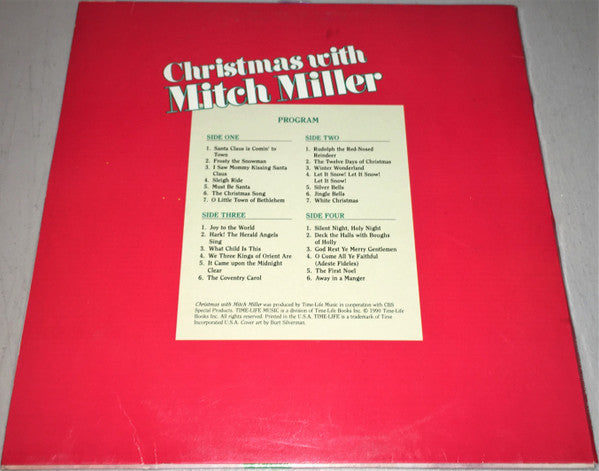 Christmas with
Mitch Miller
PROGRAM
SIDE ONE
1. Santa Claus is Comin' to
Town
2. Frosty the Snowman
3. I Saw Mommy Kissing Santa
Claus
4. Sleigh Ride
5. Must Be Santa
6. The Christmas Song
7. O Little Town of Bethlehem
SIDE TWO
1. Rudolph the Red-Nosed
Reindeer
2. The Twelve Days of Christmas
3. Winter Wonderland
4. Let It Snow! Let It Snow!
Let It Snow!
5. Silver Bells
6. Jingle Bells
7. White Christmas
SIDE THREE
1. Joy to the World
2. Hark! The Herald Angels
Sing
3. What Child Is This
4. We Three Kings of Orient Are
5. It Came upon the Midnight
Clear
6. The Coventry Carol
SIDE FOUR
1. Silent Night, Holy Night
2. Deck the Halls with Boughs
of Holly
3. God Rest Ye Merry Gentlemen
4. O Come All Ye Faithful
(Adeste Fideles)
5. The First Noel
6. Away in a Manger
Christmas with Mitch Miller was produced by Time-Life Music in cooperation with CBS
Special Products. TIME-LIFE MUSIC is a division of Time-Life Books Inc. © 1990 Time-Life
Books Inc. All rights reserved. Printed in the U.S.A. TIME-LIFE is a trademark of Time
Incorporated U.S.A. Cover art by Burt Silverman.